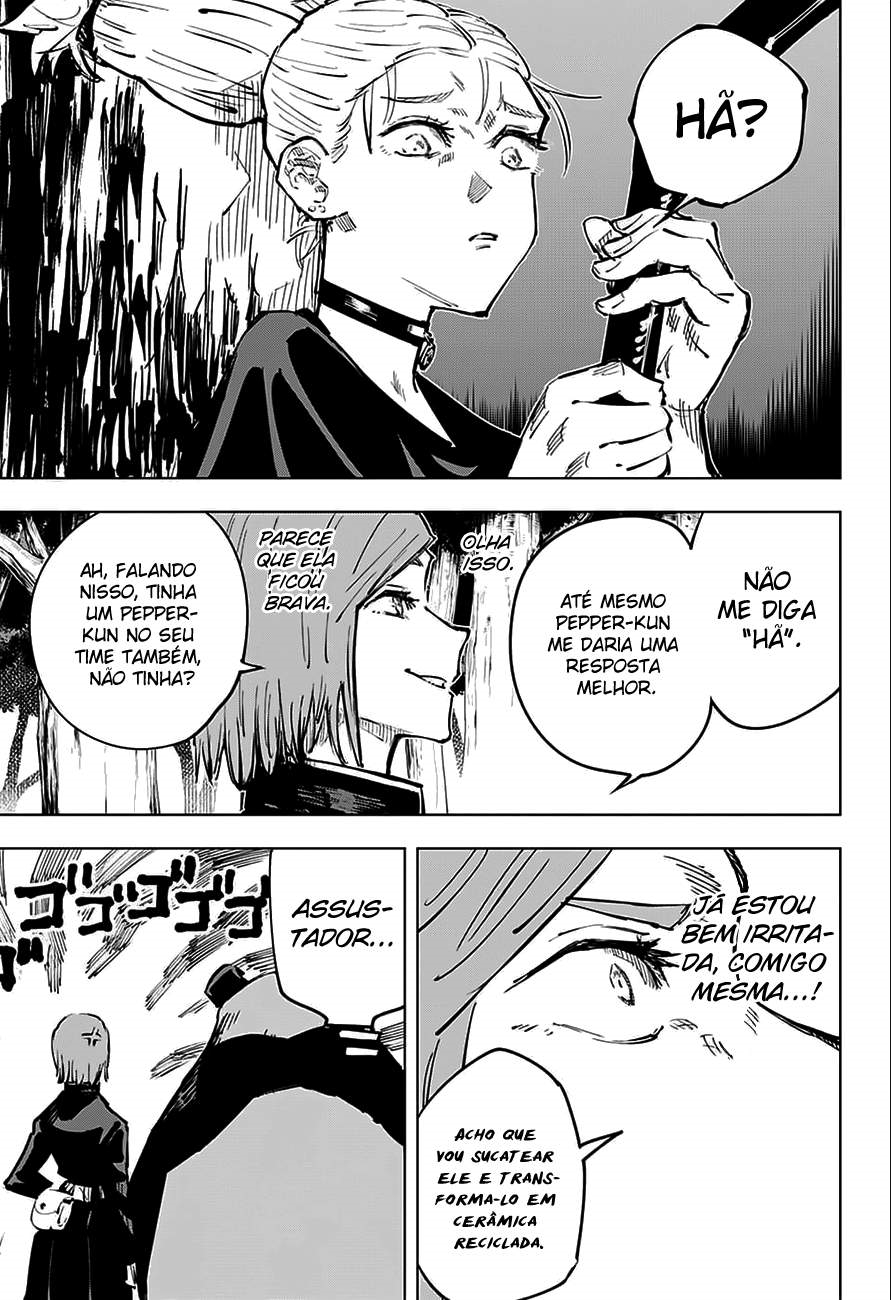 HÃ?
NÃO
ME DIGA
"HÃ".
ATÉ MESMO
PEPPER-KUN
ME DARIA UMA
RESPOSTA
MELHOR.
OLHA
ISSO.
PARECE
QUE ELA
FICOU
BRAVA.
AH, FALANDO
NISSO, TINHA
UM PEPPER-
KUN NO SEU
TIME TAMBÉM,
NÃO TINHA?
JÁ ESTOU
BEM IRRITA-
DA, COMIGO
MESMA...!
ACHO QUE
VOU SUCATEAR
ELE E TRANS-
FORMA-LO EM
CERÂMICA
RECICLADA.
ASSUS-
TADOR...
ゴゴゴゴゴ